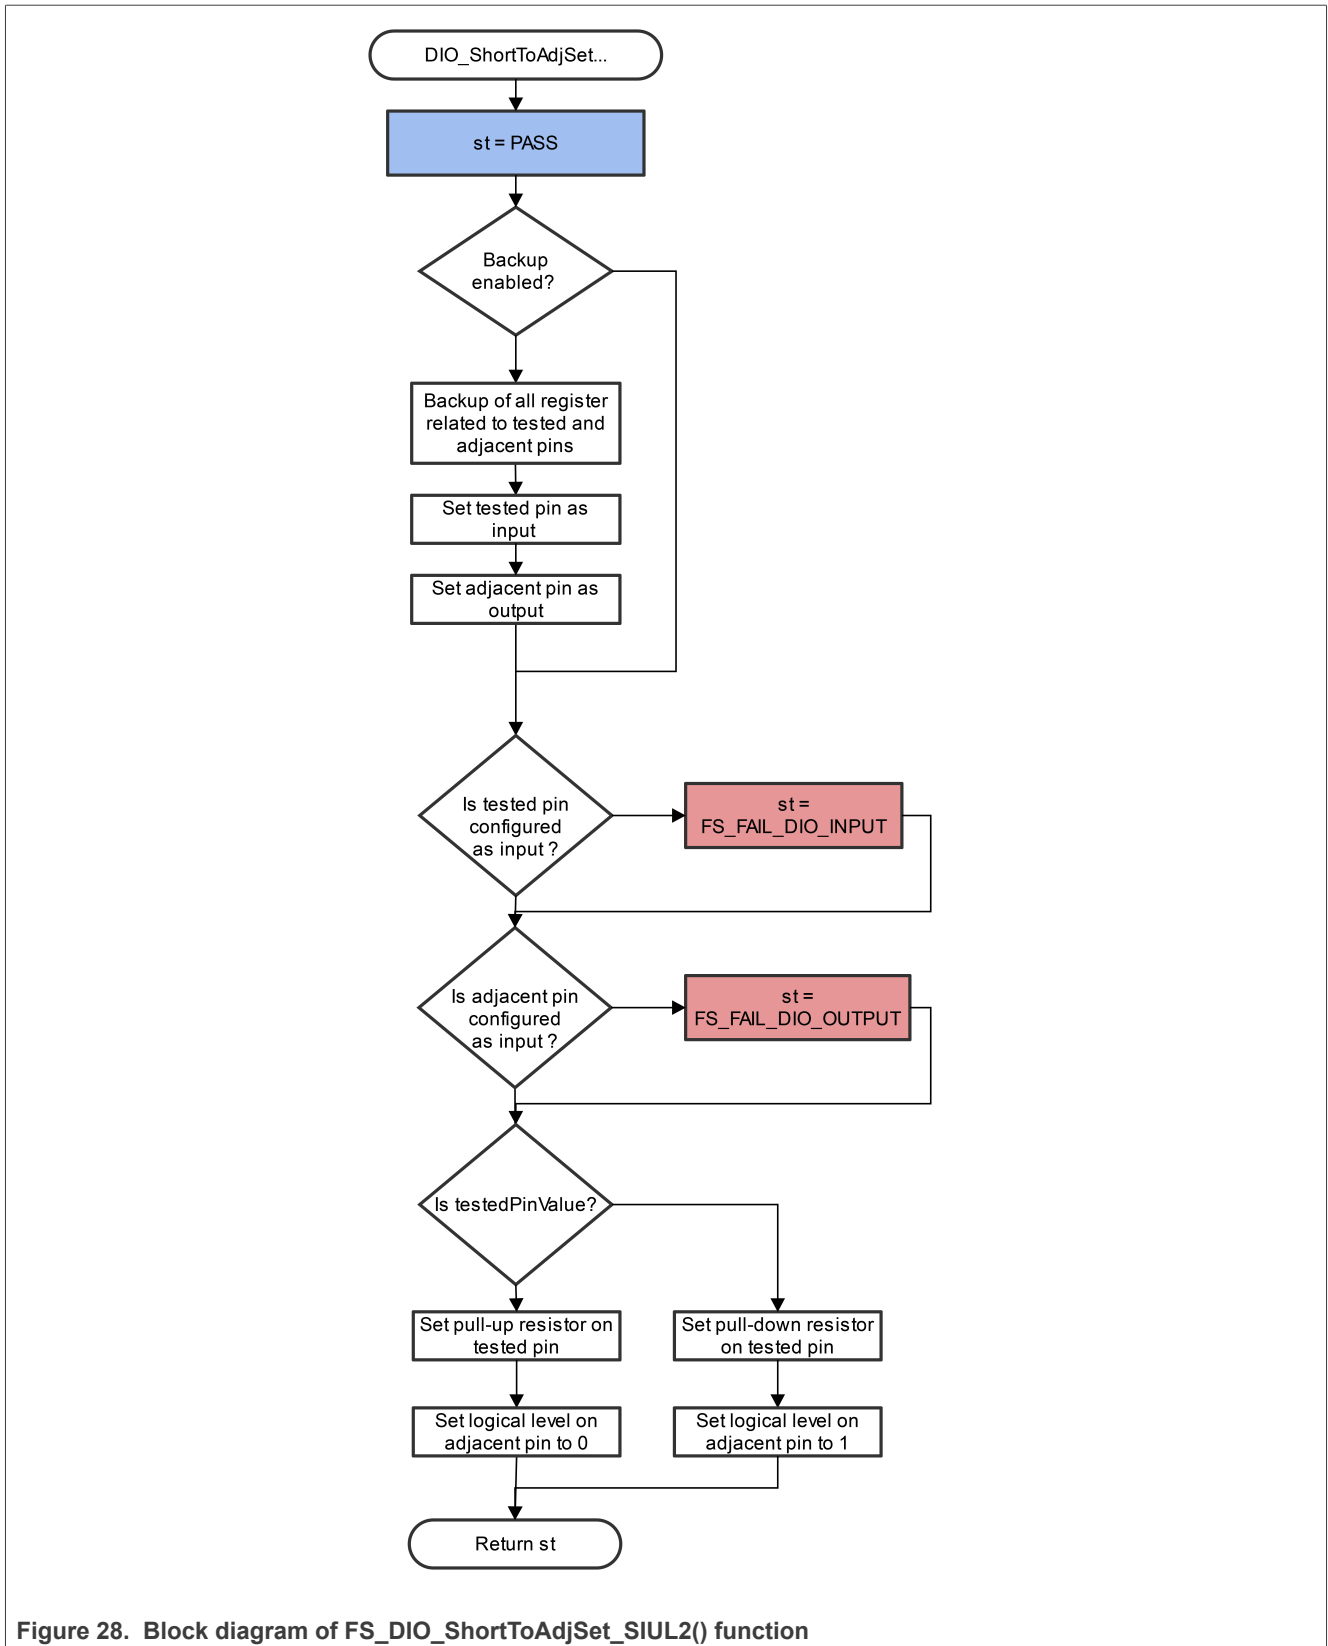 DIO_ShortToAdjSet...
st = PASS
Backup
enabled?
Backup of all register
related to tested and
adjacent pins
Set tested pin as
input
Set adjacent pin as
output
Is tested pin
configured
as input ?
st =
FS_FAIL_DIO_INPUT
Is adjacent pin
configured
as input ?
st =
FS_FAIL_DIO_OUTPUT
Is testedPinValue?
Set pull-up resistor on
tested pin
Set pull-down resistor
on tested pin
Set logical level on
adjacent pin to 0
Set logical level on
adjacent pin to 1
Return st
Figure 28. Block diagram of FS_DIO_ShortToAdjSet_SIUL2() function